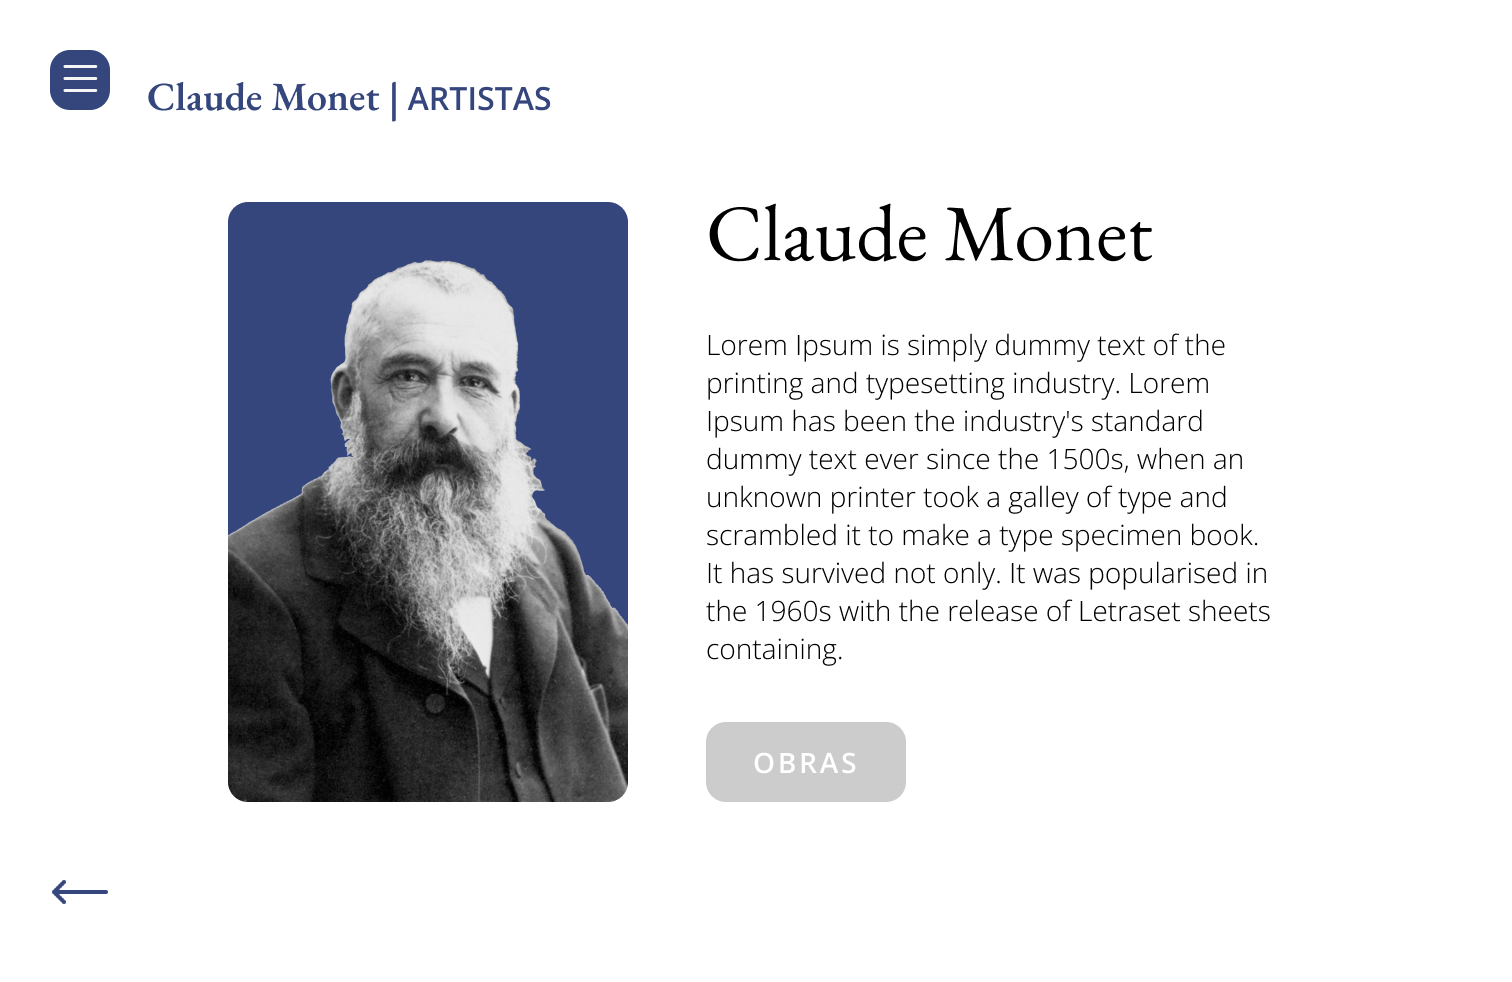 Claude Monet | ARTISTAS
Claude Monet
Lorem Ipsum is simply dummy text of the
printing and typesetting industry. Lorem
Ipsum has been the industry's standard
dummy text ever since the 1500s, when an
unknown printer took a galley of type and
scrambled it to make a type specimen book.
It has survived not only. It was popularised in
the 1960s with the release of Letraset sheets
containing.
OBRAS